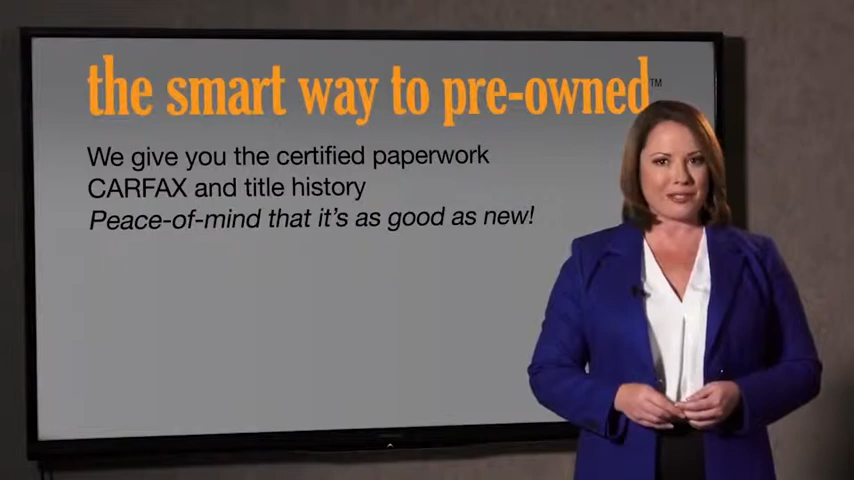 the smart way to pre-owned™
We give you the certified paperwork
CARFAX and title history
Peace-of-mind that it's as good as new!